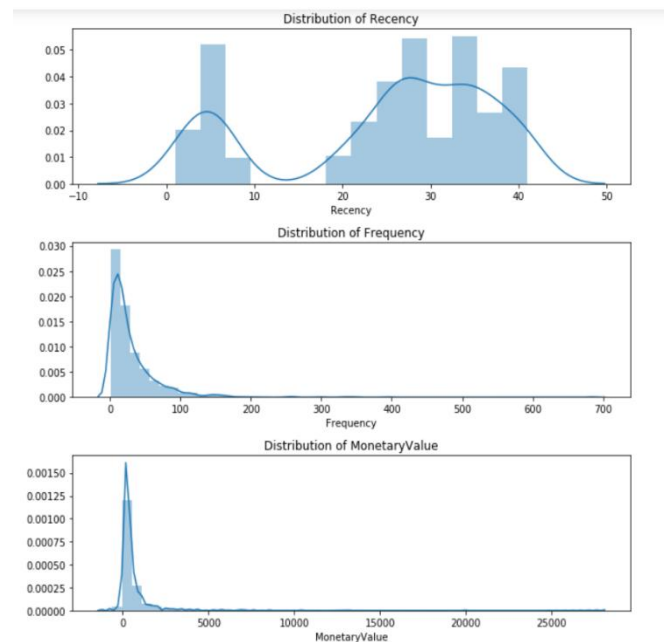 Distribution of Recency
0.05
0.04
0.03
0.02
0.01
0.00
−10 0 10 20 30 40 50
Recency
Distribution of Frequency
0.030
0.025
0.020
0.015
0.010
0.005
0.000
0 100 200 300 400 500 600 700
Frequency
Distribution of MonetaryValue
0.00150
0.00125
0.00100
0.00075
0.00050
0.00025
0.00000
0 5000 10000 15000 20000 25000
MonetaryValue